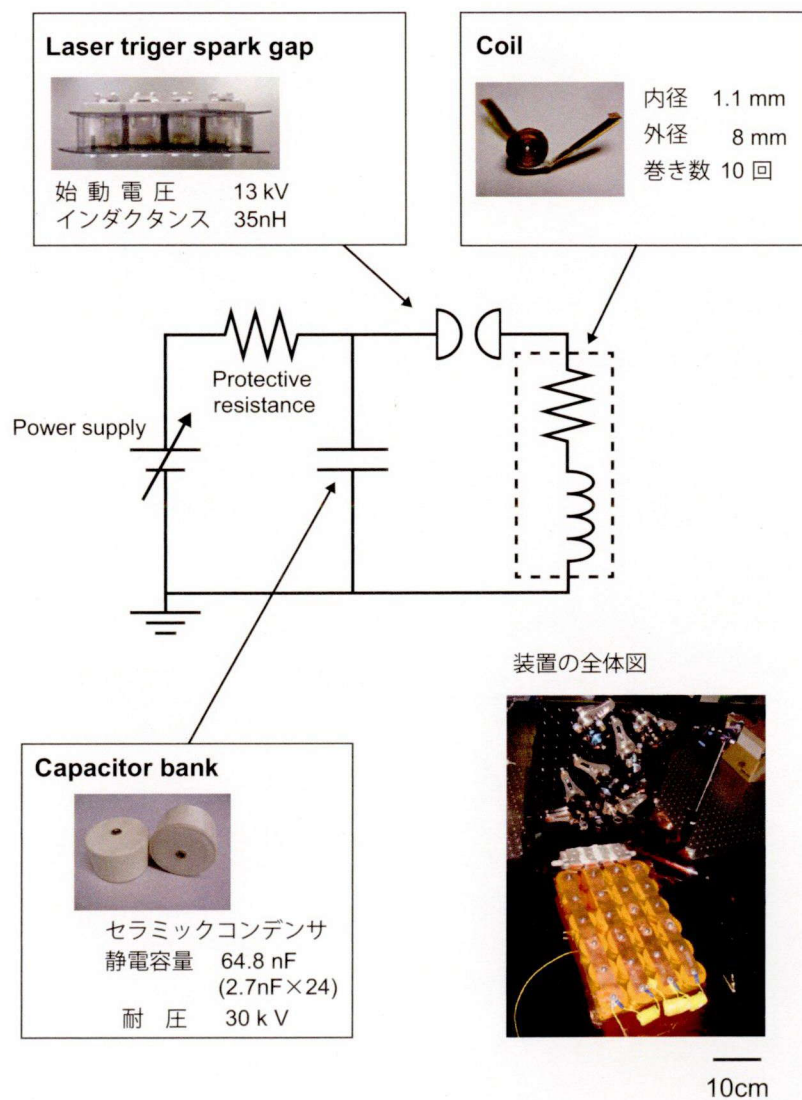 Laser triger spark gap
始動電圧 13 kV
インダクタンス 35nH
Coil
内径 1.1 mm
外径 8 mm
巻き数 10 回
Protective
resistance
Power supply
装置の全体図
Capacitor bank
セラミックコンデンサ
静電容量 64.8 nF
(2.7nF×24)
耐 圧 30 k V
10cm